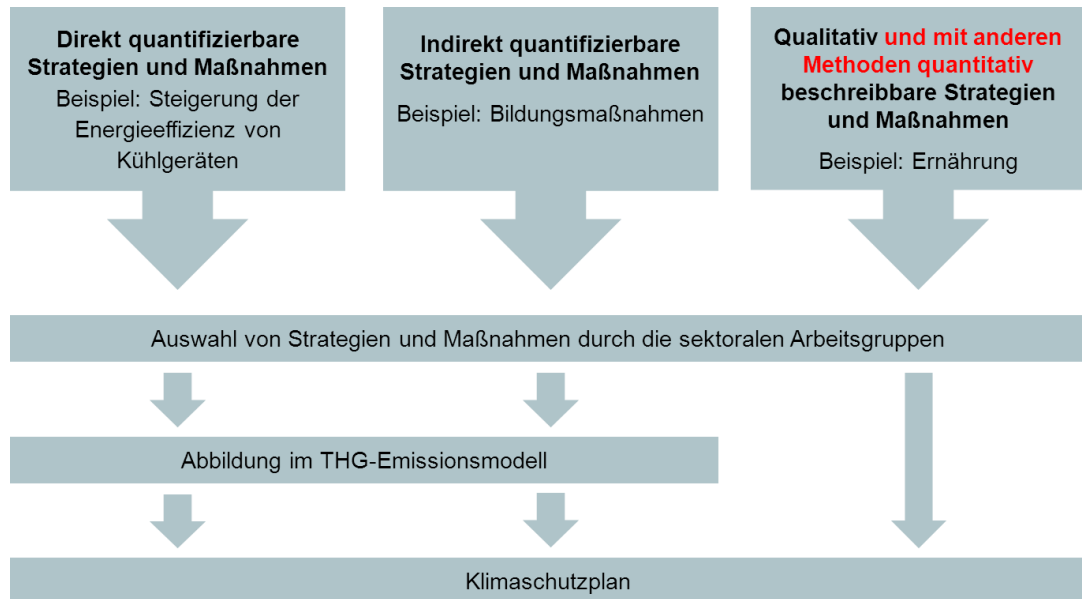 Direkt quantifizierbare
Strategien und Maßnahmen
Beispiel: Steigerung der
Energieeffizienz von
Kühlgeräten
Indirekt quantifizierbare
Strategien und Maßnahmen
Beispiel: Bildungsmaßnahmen
Qualitativ und mit anderen
Methoden quantitativ
beschreibbare Strategien
und Maßnahmen
Beispiel: Ernährung
Auswahl von Strategien und Maßnahmen durch die sektoralen Arbeitsgruppen
Abbildung im THG-Emissionsmodell
Klimaschutzplan